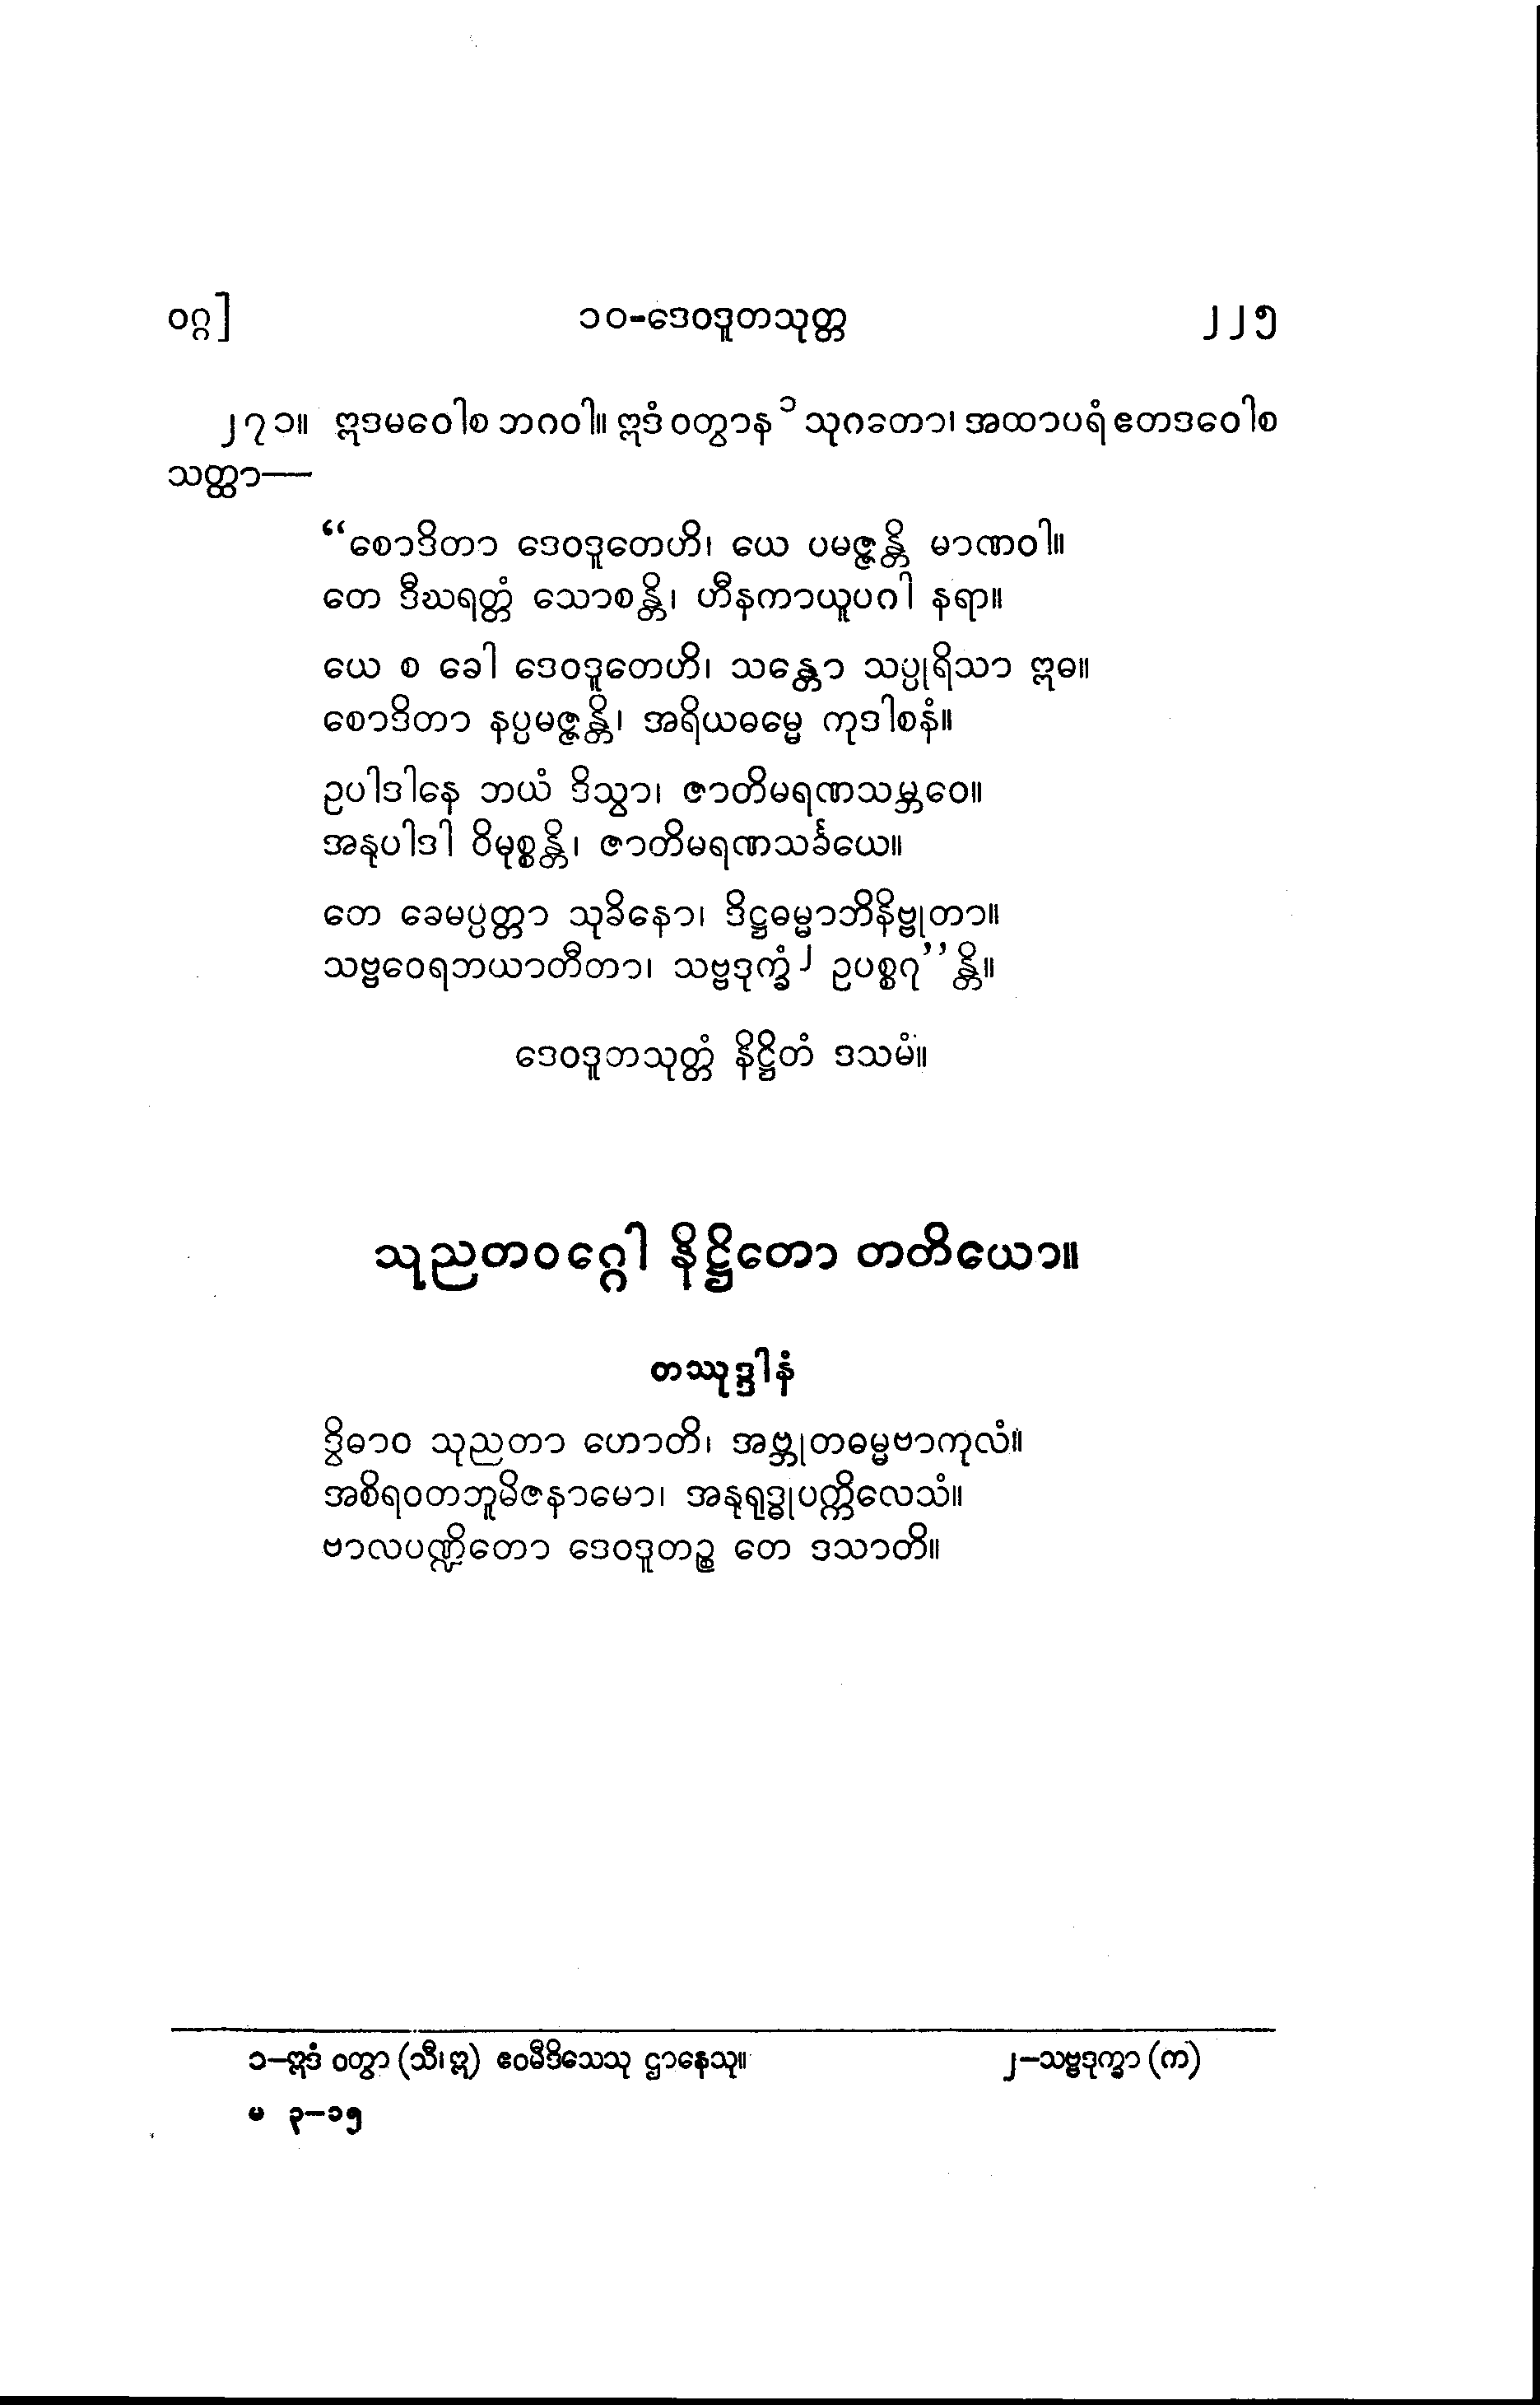 ဝဂ္ဂ] ၁၀-ဒေဝဒူတသုတ္တ ၂၂၅
၂၇၁။ ဣဒမဝေါစ ဘဂဝါ။ ဣဒံ ဝတွာန ၁ သုဂတော၊ အထာပရံ ဧတဒဝေါစ
သတ္ထာ—
“စောဒိတာ ဒေဝဒူတေဟိ၊ ယေ ပမဇ္ဇန္တိ မာဏဝါ။
တေ ဒီဃရတ္တံ သောစန္တိ၊ ဟီနကာယူပဂါ နရာ။
ယေ စ ခေါ ဒေဝဒူတေဟိ၊ သန္တော သပ္ပုရိသာ ဣဓ။
စောဒိတာ နပ္ပမဇ္ဇန္တိ၊ အရိယဓမ္မေ ကုဒါစနံ။
ဥပါဒါနေ ဘယံ ဒိသွာ၊ ဇာတိမရဏသမ္ဘဝေ။
အနုပါဒါ ဝိမုစ္စန္တိ၊ ဇာတိမရဏသင်္ခယေ။
တေ ခေမပ္ပတ္တာ သုခိနော၊ ဒိဋ္ဌဓမ္မာဘိနိဗ္ဗုတာ။
သဗ္ဗဝေရဘယာတီတာ၊ သဗ္ဗဒုက္ခံ ၂ ဥပစ္စဂု”န္တိ။
ဒေဝဒူဘသုတ္တံ နိဋ္ဌိတံ ဒသမံ။
သုညတဝဂ္ဂေါ နိဋ္ဌိတော တတိယော။
တဿုဒ္ဒါနံ
ဒွိဓာဝ သုညတာ ဟောတိ၊ အဗ္ဘုတဓမ္မဗာကုလံ။
အစိရဝတဘူမိဇနာမော၊ အနုရုဒ္ဓုပက္ကိလေသံ။
ဗာလပဏ္ဍိတော ဒေဝဒူတဉ္စ တေ ဒသာတိ။
၁—ဣဒံ ဝတွာ (သီ၊ ဣ) ဧဝမီဒိသေသု ဌာနေသု။ ၂—သဗ္ဗဒုက္ခာ (က)
မ ၃—၁၅